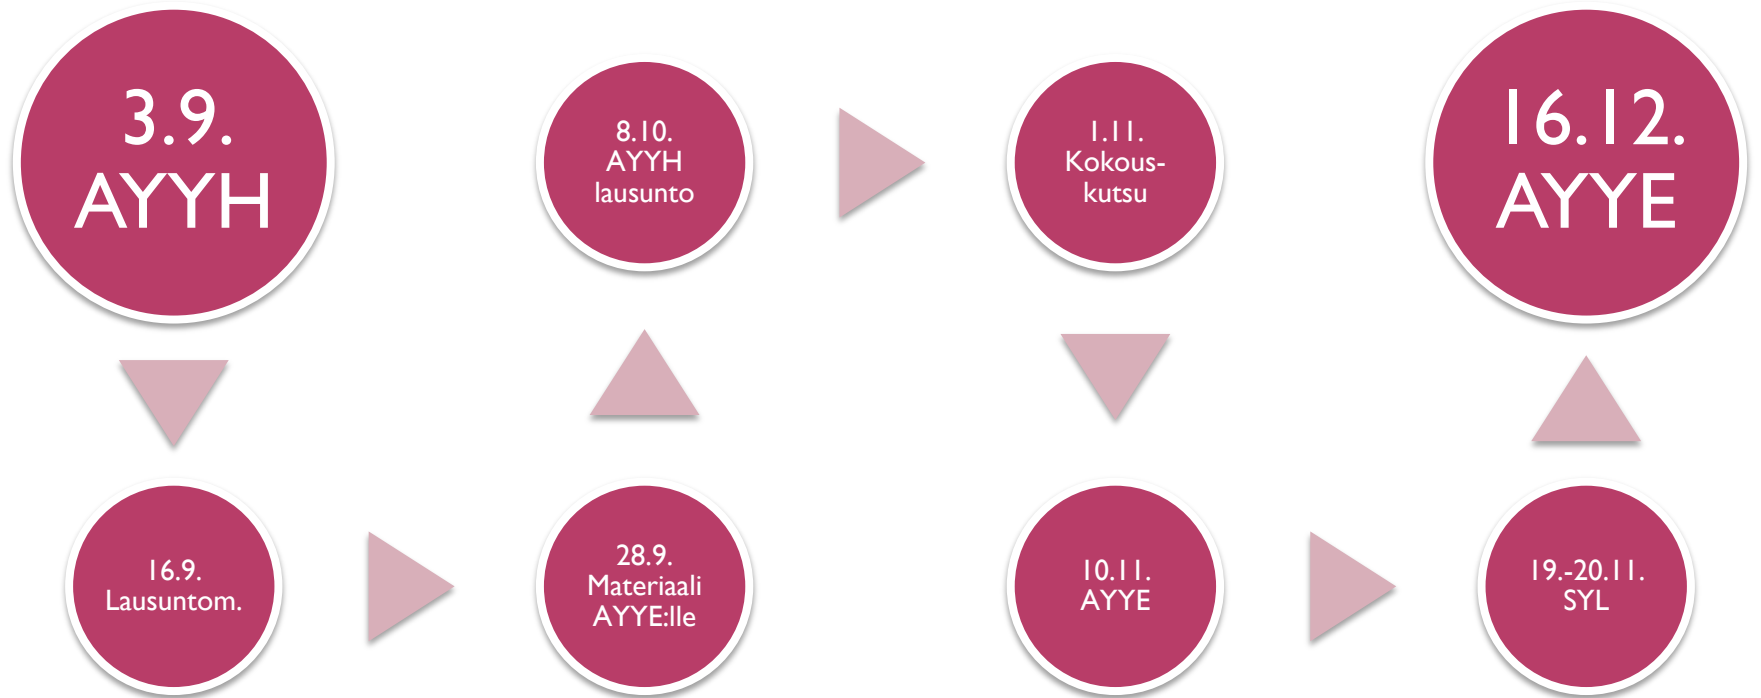 3.9.
AYYH
16.9.
Lausuntom.
28.9.
Materiaali
AYYE:lle
8.10.
AYYH
lausunto
1.11.
Kokous-
kutsu
10.11.
AYYE
19.-20.11.
SYL
16.12.
AYYE